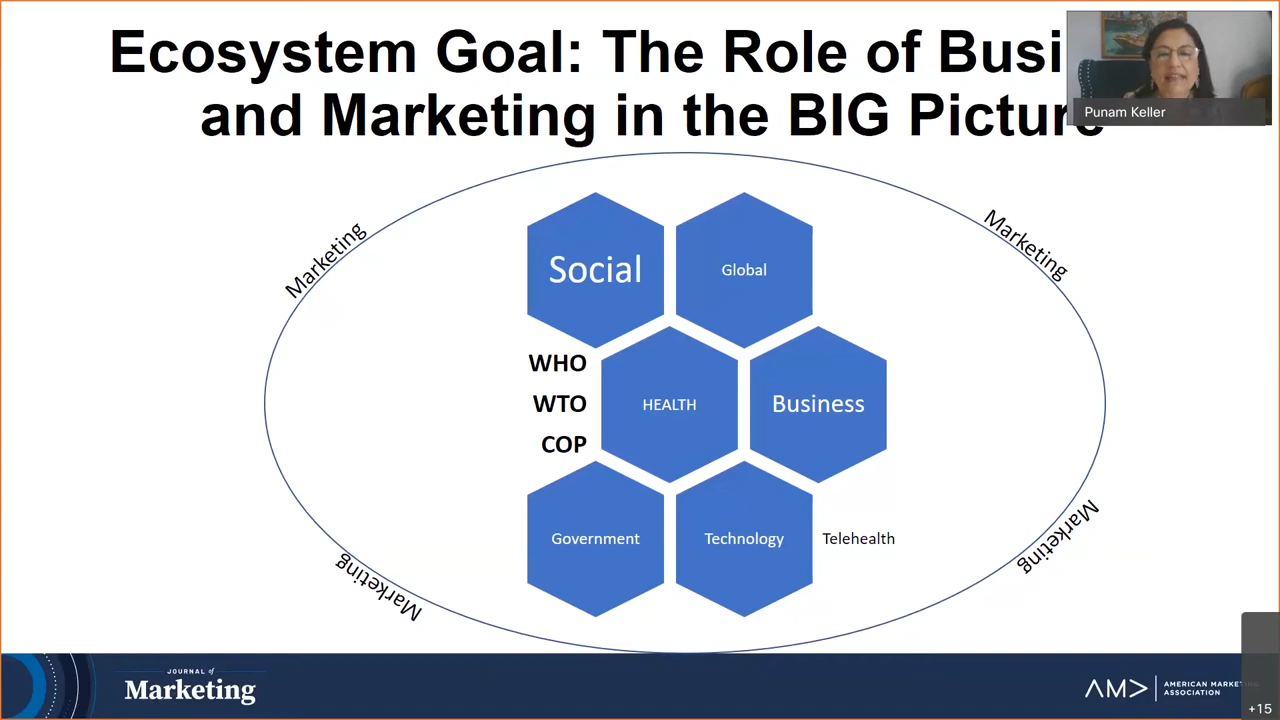 Ecosystem Goal: The Role of Busi
and Marketing in the BIG Picture
Punam Keller
Marketing
Marketing
Social
Global
WHO
WTO
COP
HEALTH
Business
Government
Technology
Telehealth
Marketing
Marketing
JOURNAL of
Marketing
AMA
AMERICAN MARKETING
ASSOCIATION
+15